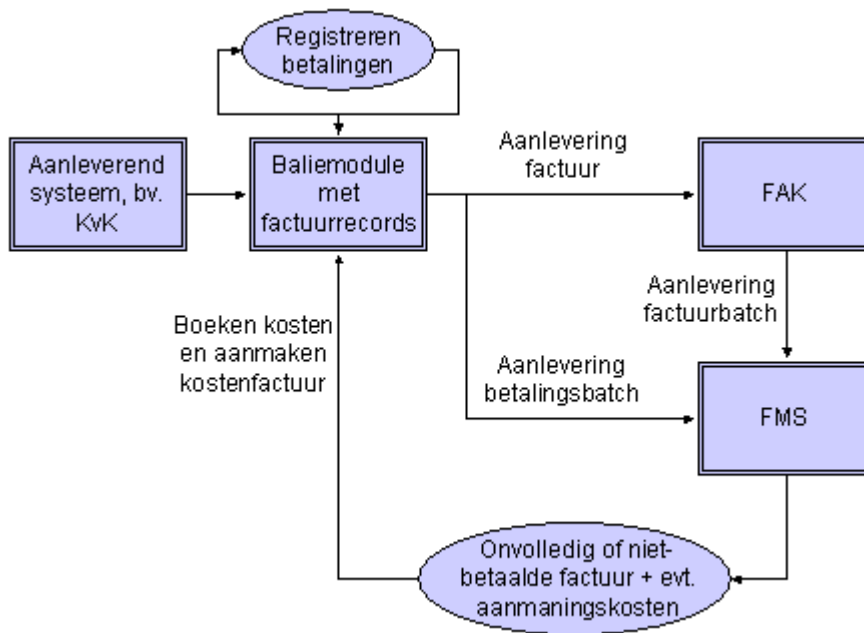 Registreren
betalingen
Aanleverend
systeem, bv.
KvK
Baliemodule
met
factuurrecords
Aanlevering
factuur
FAK
Aanlevering
factuurbatch
Boeken kosten
en aanmaken
kostenfactuur
Aanlevering
betalingsbatch
FMS
Onvolledig of niet-
betaalde factuur + evt.
aanmaningskosten